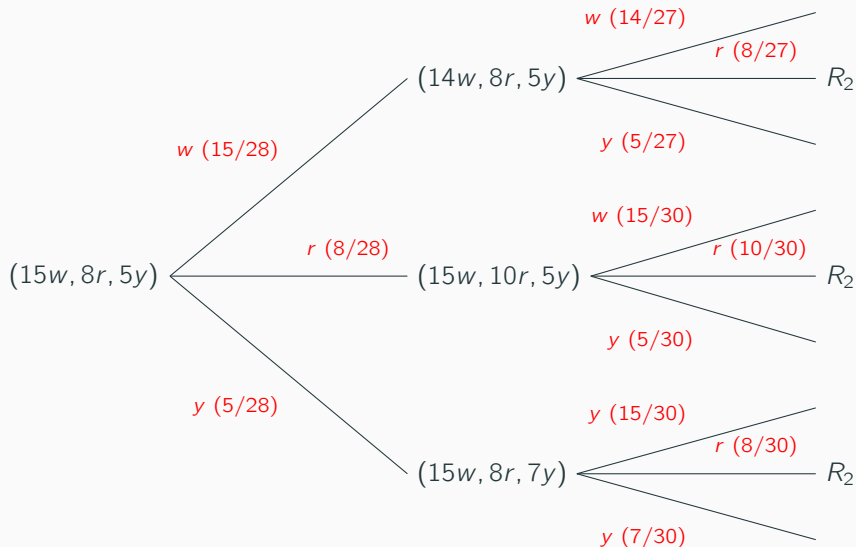 w (14/27)
r (8/27)
(14w, 8r, 5y)
R₂
y (5/27)
w (15/28)
w (15/30)
r (8/28)
r (10/30)
(15w, 8r, 5y)
(15w, 10r, 5y)
R₂
y (5/30)
y (5/28)
y (15/30)
r (8/30)
(15w, 8r, 7y)
R₂
y (7/30)